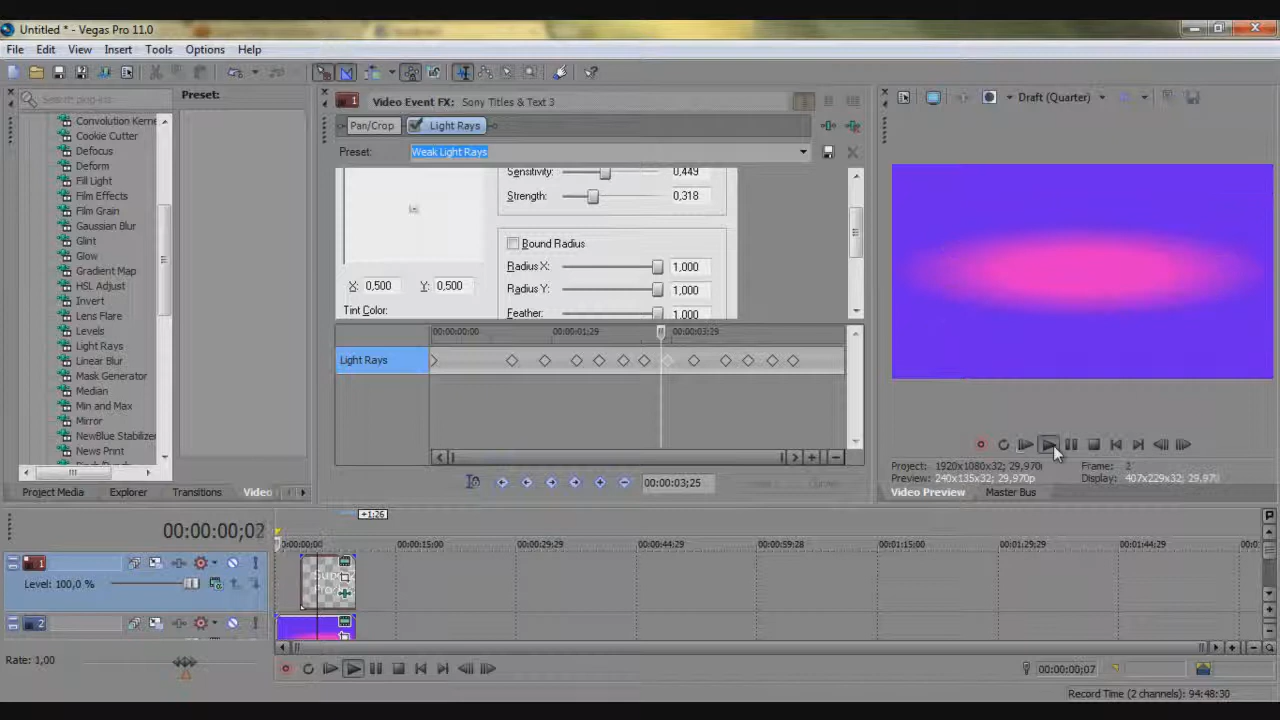 Untitled * - Vegas Pro 11.0
File Edit View Insert Tools Options Help
Search plug-ins
Preset:
Convolution Kerne
Cookie Cutter
Defocus
Deform
Fill Light
Film Effects
Film Grain
Gaussian Blur
Glint
Glow
Gradient Map
HSL Adjust
Invert
Lens Flare
Levels
Light Rays
Linear Blur
Mask Generator
Median
Min and Max
Mirror
NewBlue Stabilizer
News Print
Project Media Explorer Transitions Video
Video Event FX: Sony Titles & Text 3
Pan/Crop Light Rays
Preset: Weak Light Rays
Sensitivity: 0,449
Strength: 0,318
Bound Radius
Radius X: 1,000
Radius Y: 1,000
Feather: 1,000
X: 0,500 Y: 0,500
Tint Color:
00:00:00:00 00:00:01:29 00:00:03:29
Light Rays
00:00:03;25
Draft (Quarter)
Project: 1920x1080x32; 29,970i Frame: 2
Preview: 240x135x32; 29,970p Display: 407x229x32; 29,970
Video Preview Master Bus
00:00:00;02
+1:26
0:00:00;00 00:00:15:00 00:00:29:29 00:00:44:29 00:00:59:28 00:01:15:00 00:01:29:29 00:01:44:29 00:0
1
Level: 100,0 %
2
Rate: 1,00
00:00:00;07
Record Time (2 channels): 94:48:30